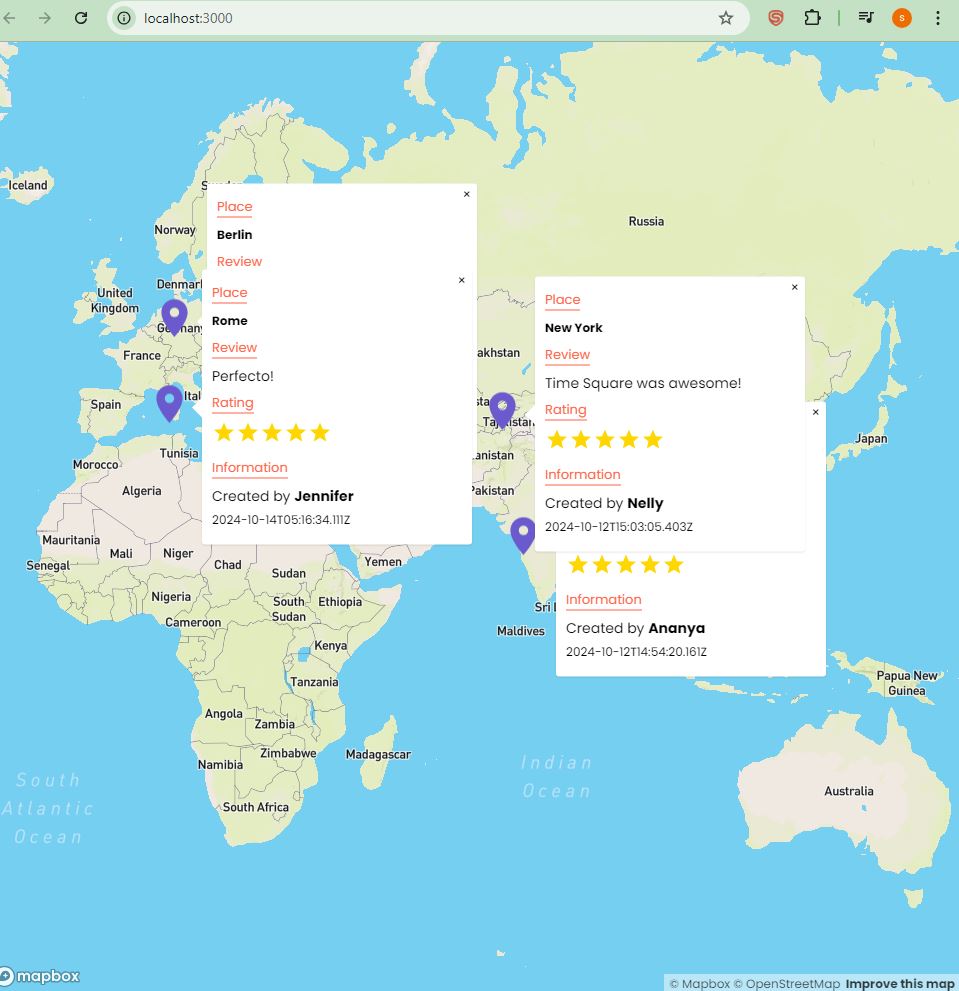 localhost:3000
S
Iceland
Russia
Norway
United
Kingdom
France
Spain
Tunisia
Morocco
Algeria
Mauritania
Mali
Niger
Chad
Sudan
Senegal
Nigeria
South
Sudan
Ethiopia
Cameroon
Kenya
Tanzania
Angola
Zambia
Zimbabwe
Namibia
Madagascar
South Africa
Yemen
Pakistan
Maldives
Japan
Papua New
Guinea
Australia
South
Atlantic
Ocean
Indian
Ocean
×
Place
Berlin
Review
×
Place
Rome
Review
Perfecto!
Rating
★★★★★
Information
Created by Jennifer
2024-10-14T05:16:34.111Z
×
Place
New York
Review
Time Square was awesome!
Rating
★★★★★
Information
Created by Nelly
2024-10-12T15:03:05.403Z
×
★★★★★
Information
Created by Ananya
2024-10-12T14:54:20.161Z
mapbox
© Mapbox © OpenStreetMap Improve this map